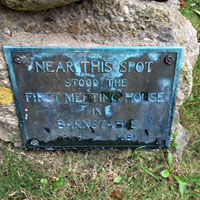 NEAR THIS SPOT
STOOD THE
FIRST MEETING HOUSE
IN
BARNSTABLE